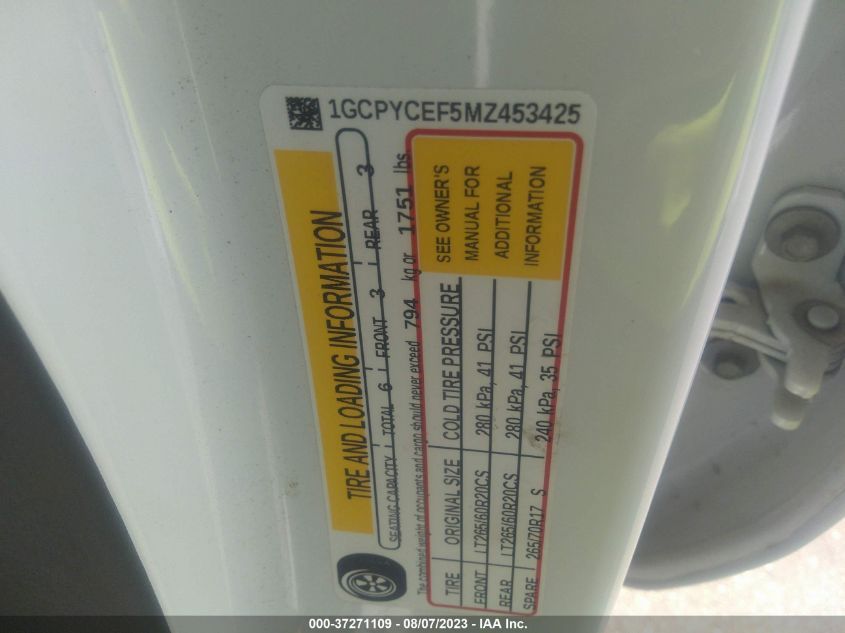 1GCPYCEF5MZ453425
TIRE AND LOADING INFORMATION
SEATING CAPACITY TOTAL 6 FRONT 3 REAR 3
The combined weight of occupants and cargo should never exceed 794 kg or 1751 lbs.
TIRE ORIGINAL SIZE COLD TIRE PRESSURE
FRONT LT265/60R20CS 280 kPa, 41 PSI
REAR LT265/60R20CS 280 kPa, 41 PSI
SPARE 265/70R17 S 240 kPa, 35 PSI
SEE OWNER'S
MANUAL FOR
ADDITIONAL
INFORMATION
000-37271109 - 08/07/2023 - IAA Inc.